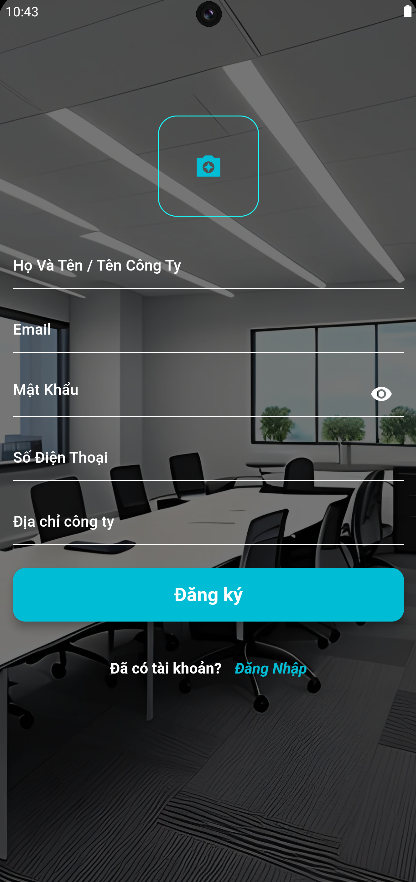 10:43
Họ Và Tên / Tên Công Ty
Email
Mật Khẩu
Số Điện Thoại
Địa chỉ công ty
Đăng ký
Đã có tài khoản? Đăng Nhập